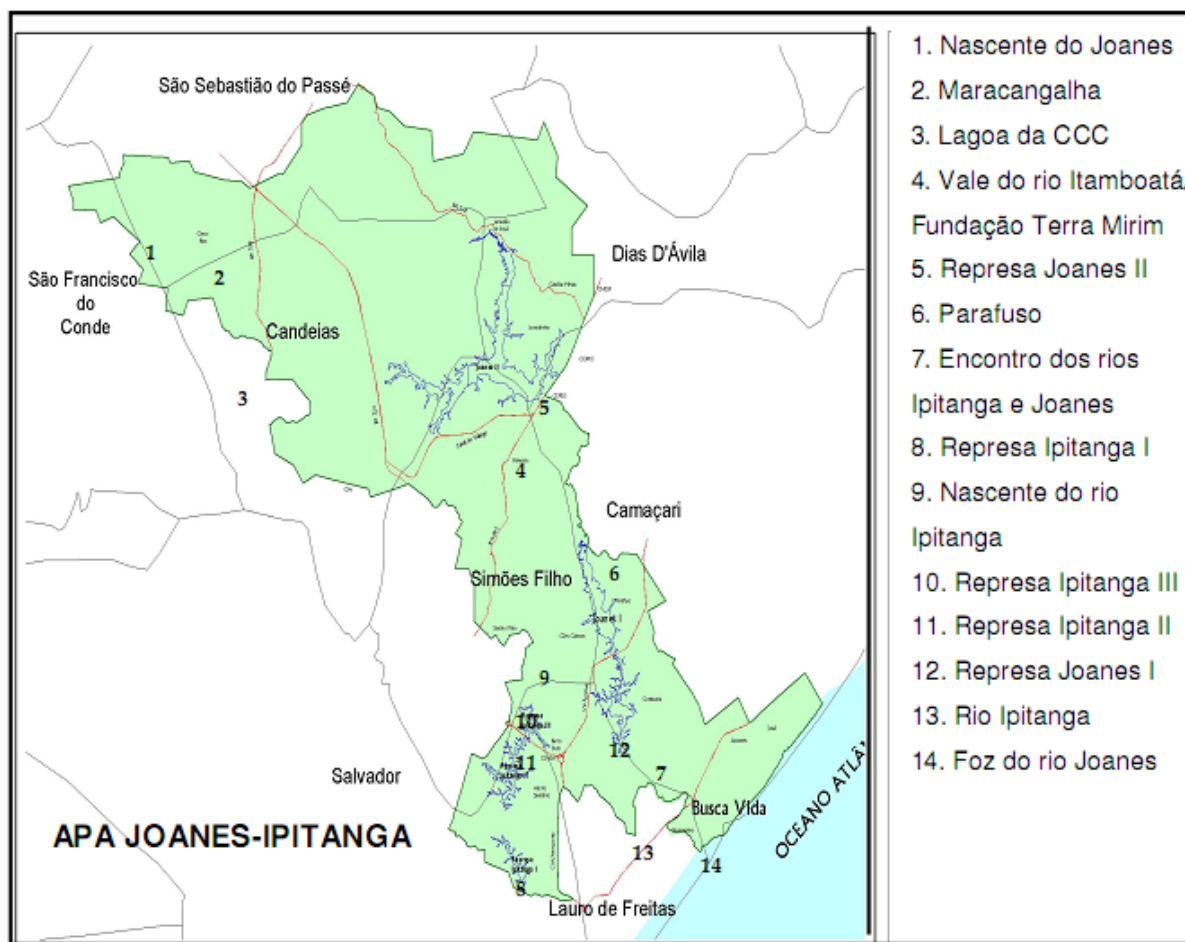 São Sebastião do Passé
Dias D'Ávila
1
2
São Francisco
do
Conde
Candeias
3
5
4
Camaçari
Simões Filho
6
9
10
11
12
Salvador
7
Busca Vida
APA JOANES-IPITANGA
OCEANO ATLÂN
13
14
8
Lauro de Freitas
1. Nascente do Joanes
2. Maracangalha
3. Lagoa da CCC
4. Vale do rio Itamboatá/
Fundação Terra Mirim
5. Represa Joanes II
6. Parafuso
7. Encontro dos rios
Ipitanga e Joanes
8. Represa Ipitanga I
9. Nascente do rio
Ipitanga
10. Represa Ipitanga III
11. Represa Ipitanga II
12. Represa Joanes I
13. Rio Ipitanga
14. Foz do rio Joanes